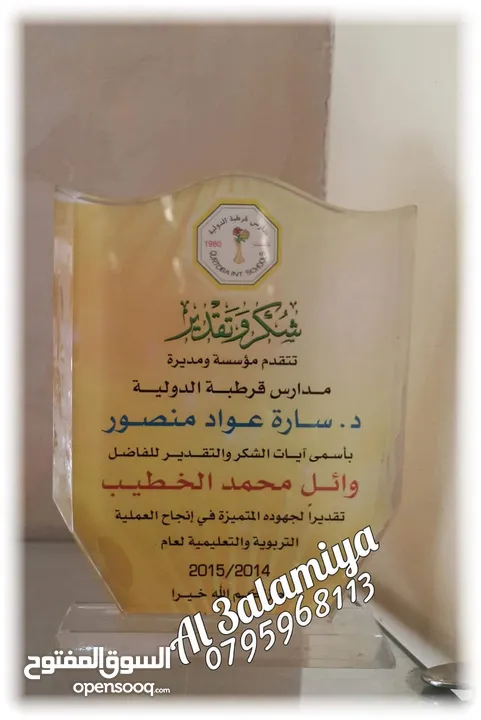 مدارس قرطبة الدولية
1980
QURTOBA INT. SCHOOLS
شكر وتقدير
تتقدم مؤسسة ومديرة
مدارس قرطبة الدولية
د. سارة عواد منصور
بأسمى آيات الشكر والتقدير للفاضل
وائل محمد الخطيب
تقديراً لجهوده المتميزة في إنجاح العملية
التربوية والتعليمية لعام
2015/2014
الله خيرا
Al 3alamiya
0795968113
السوق المفتوح
opensooq.com